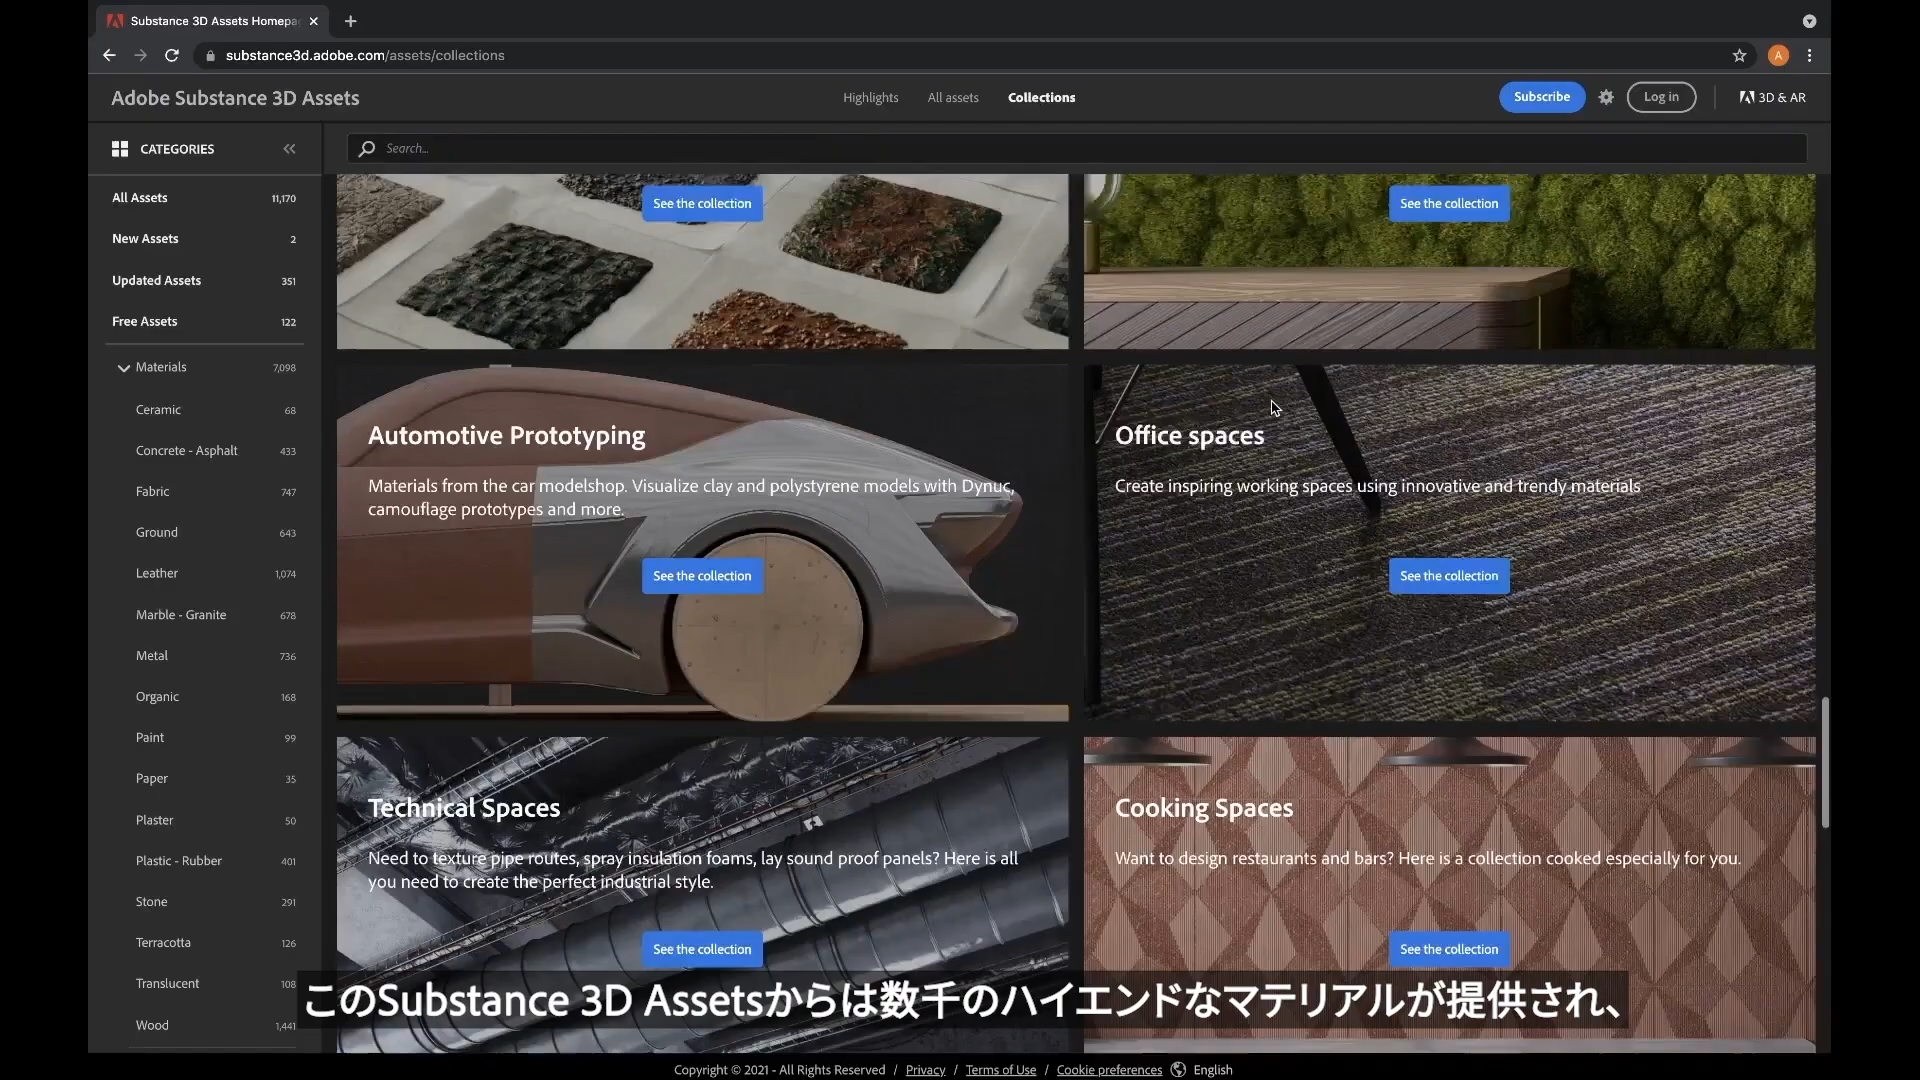 Substance 3D Assets Homepa
substance3d.adobe.com/assets/collections
A
Adobe Substance 3D Assets
Highlights
All assets
Collections
Subscribe
Log in
3D & AR
CATEGORIES
Search...
All Assets 11,170
New Assets 2
Updated Assets 351
Free Assets 122
Materials 7,098
Ceramic 68
Concrete - Asphalt 433
Fabric 747
Ground 643
Leather 1,074
Marble - Granite 678
Metal 736
Organic 168
Paint 99
Paper 35
Plaster 50
Plastic - Rubber 401
Stone 291
Terracotta 126
Translucent 108
Wood 1,441
See the collection
See the collection
Automotive Prototyping
Materials from the car modelshop. Visualize clay and polystyrene models with Dynuc,
camouflage prototypes and more.
See the collection
Office spaces
Create inspiring working spaces using innovative and trendy materials
See the collection
Technical Spaces
Need to texture pipe routes, spray insulation foams, lay sound proof panels? Here is all
you need to create the perfect industrial style.
See the collection
Cooking Spaces
Want to design restaurants and bars? Here is a collection cooked especially for you.
See the collection
このSubstance 3D Assetsからは数千のハイエンドなマテリアルが提供され、
Copyright © 2021 - All Rights Reserved / Privacy / Terms of Use / Cookie preferences English